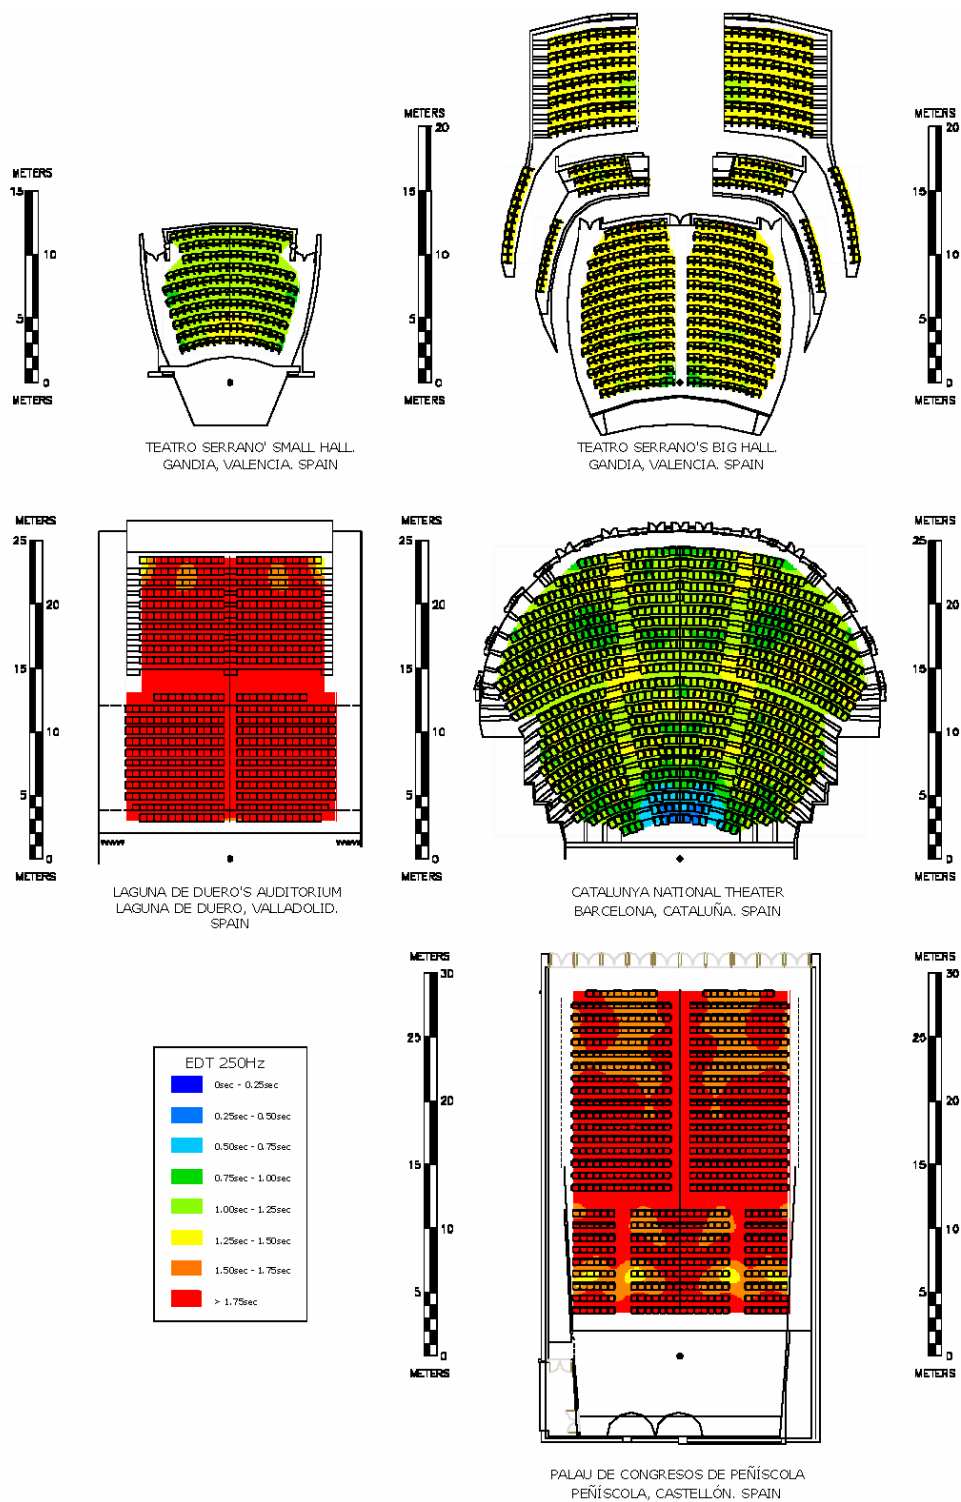 METERS
15
10
5
0
METERS
METERS
20
15
10
5
0
METERS
METERS
20
15
10
5
0
METERS
TEATRO SERRANO' SMALL HALL.
GANDIA, VALENCIA. SPAIN
TEATRO SERRANO'S BIG HALL.
GANDIA, VALENCIA. SPAIN
METERS
25
20
15
10
5
0
METERS
METERS
25
20
15
10
5
0
METERS
METERS
25
20
15
10
5
0
METERS
LAGUNA DE DUERO'S AUDITORIUM
LAGUNA DE DUERO, VALLADOLID.
SPAIN
CATALUNYA NATIONAL THEATER
BARCELONA, CATALUÑA. SPAIN
METERS
30
25
20
15
10
5
0
METERS
METERS
30
25
20
15
10
5
0
METERS
EDT 250Hz
0sec - 0.25sec
0.25sec - 0.50sec
0.50sec - 0.75sec
0.75sec - 1.00sec
1.00sec - 1.25sec
1.25sec - 1.50sec
1.50sec - 1.75sec
> 1.75sec
PALAU DE CONGRESOS DE PEÑÍSCOLA
PEÑÍSCOLA, CASTELLÓN. SPAIN